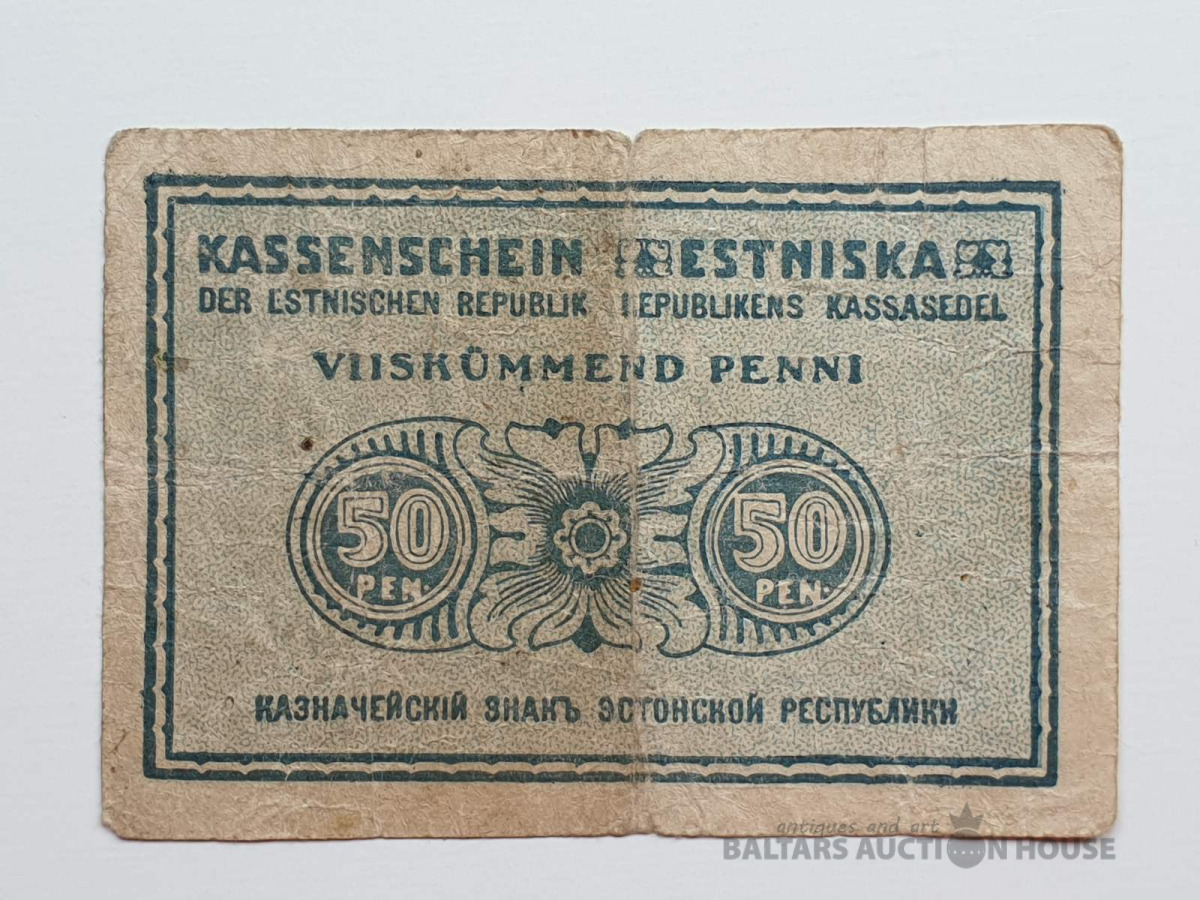 KASSENSCHEIN ESTNISKA
DER ESTNISCHEN REPUBLIK REPUBLIKENS KASSASEDEL
VIISKÜMMEND PENNI
50 50
PEN. PEN.
КАЗНАЧЕЙСКІЙ ЗНАКЪ ЭСТОНСКОЙ РЕСПУБЛИКИ
antiques and art
BALTARS AUCTION HOUSE